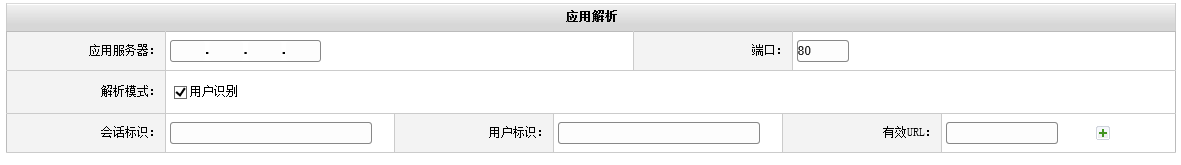 应用解析
应用服务器： . . . 端口： 80
解析模式： 用户识别
会话标识： 用户标识： 有效URL：